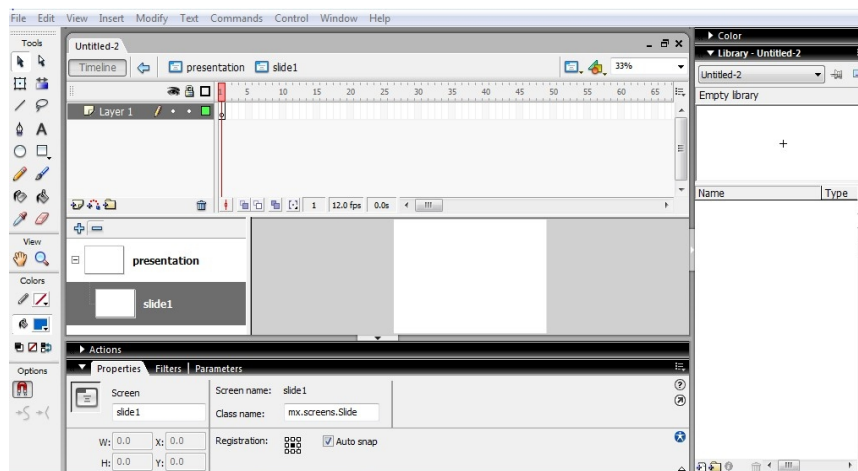 File Edit View Insert Modify Text Commands Control Window Help
Tools
Untitled-2
Timeline presentation slide1 33%
1 5 10 15 20 25 30 35 40 45 50 55 60 65
Layer 1
1 12.0 fps 0.0s
presentation
slide1
View
Colors
Options
Actions
Properties Filters Parameters
Screen Screen name: slide1
slide1 Class name: mx.screens.Slide
W: 0.0 X: 0.0 Registration: Auto snap
H: 0.0 Y: 0.0
Color
Library - Untitled-2
Untitled-2
Empty library
Name Type